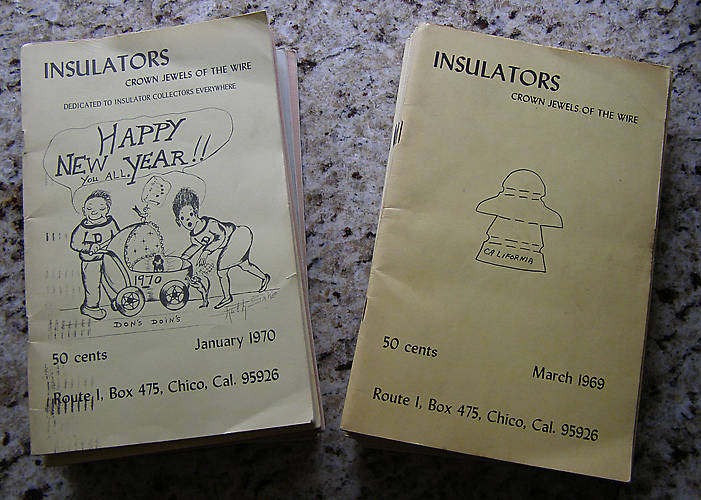 INSULATORS
CROWN JEWELS OF THE WIRE
DEDICATED TO INSULATOR COLLECTORS EVERYWHERE
HAPPY
NEW YEAR!!
YOU ALL.
D
D
1970
DON'S DOIN'S
50 cents
January 1970
Route 1, Box 475, Chico, Cal. 95926
INSULATORS
CROWN JEWELS OF THE WIRE
CALIFORNIA
50 cents
March 1969
Route 1, Box 475, Chico, Cal. 95926